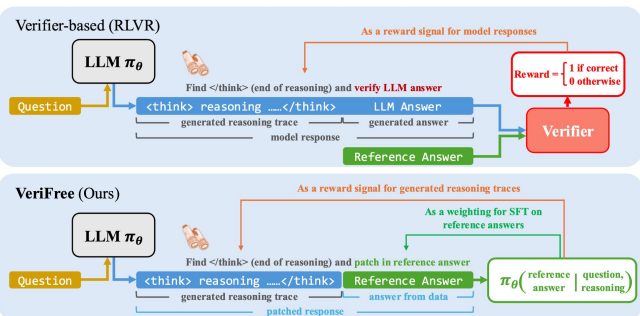 Verifier-based (RLVR)
As a reward signal for model responses
LLM πθ
Reward = { 1 if correct
0 otherwise
Find </think> (end of reasoning) and verify LLM answer
Question
<think> reasoning ……</think>
LLM Answer
generated reasoning trace
generated answer
Verifier
model response
Reference Answer
VeriFree (Ours)
As a reward signal for generated reasoning traces
As a weighting for SFT on
reference answers
LLM πθ
Find </think> (end of reasoning) and patch in reference answer
Question
<think> reasoning ……</think>
Reference Answer
πθ( reference answer | question, reasoning )
generated reasoning trace
answer from data
patched response